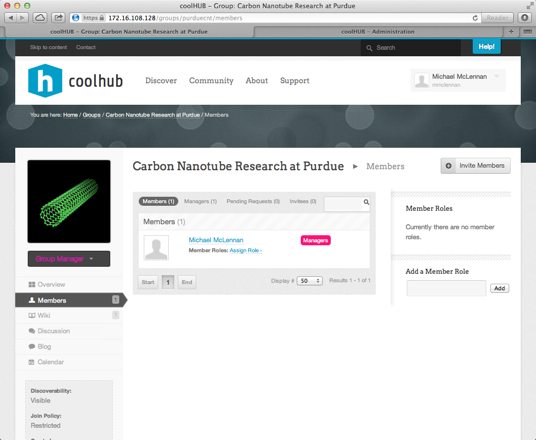 coolHUB - Group: Carbon Nanotube Research at Purdue
https 172.16.108.128/groups/purduecnt/members
Reader
coolHUB - Group: Carbon Nanotube Research at Purdue
coolHUB - Administration
Skip to content
Contact
Search
Help!
h coolhub
Discover
Community
About
Support
Michael McLennan
mmclennan
You are here: Home / Groups / Carbon Nanotube Research at Purdue / Members
Carbon Nanotube Research at Purdue ► Members
Invite Members
Group Manager
Overview
Members 1
Wiki
Discussion
Blog
Calendar
Discoverability:
Visible
Join Policy:
Restricted
Members (1)
Managers (1)
Pending Requests (0)
Invitees (0)
Members (1)
Michael McLennan
Managers
Member Roles: Assign Role ›
Start
1
End
Display # 50
Results 1 - 1 of 1
Member Roles
Currently there are no member
roles.
Add a Member Role
Add